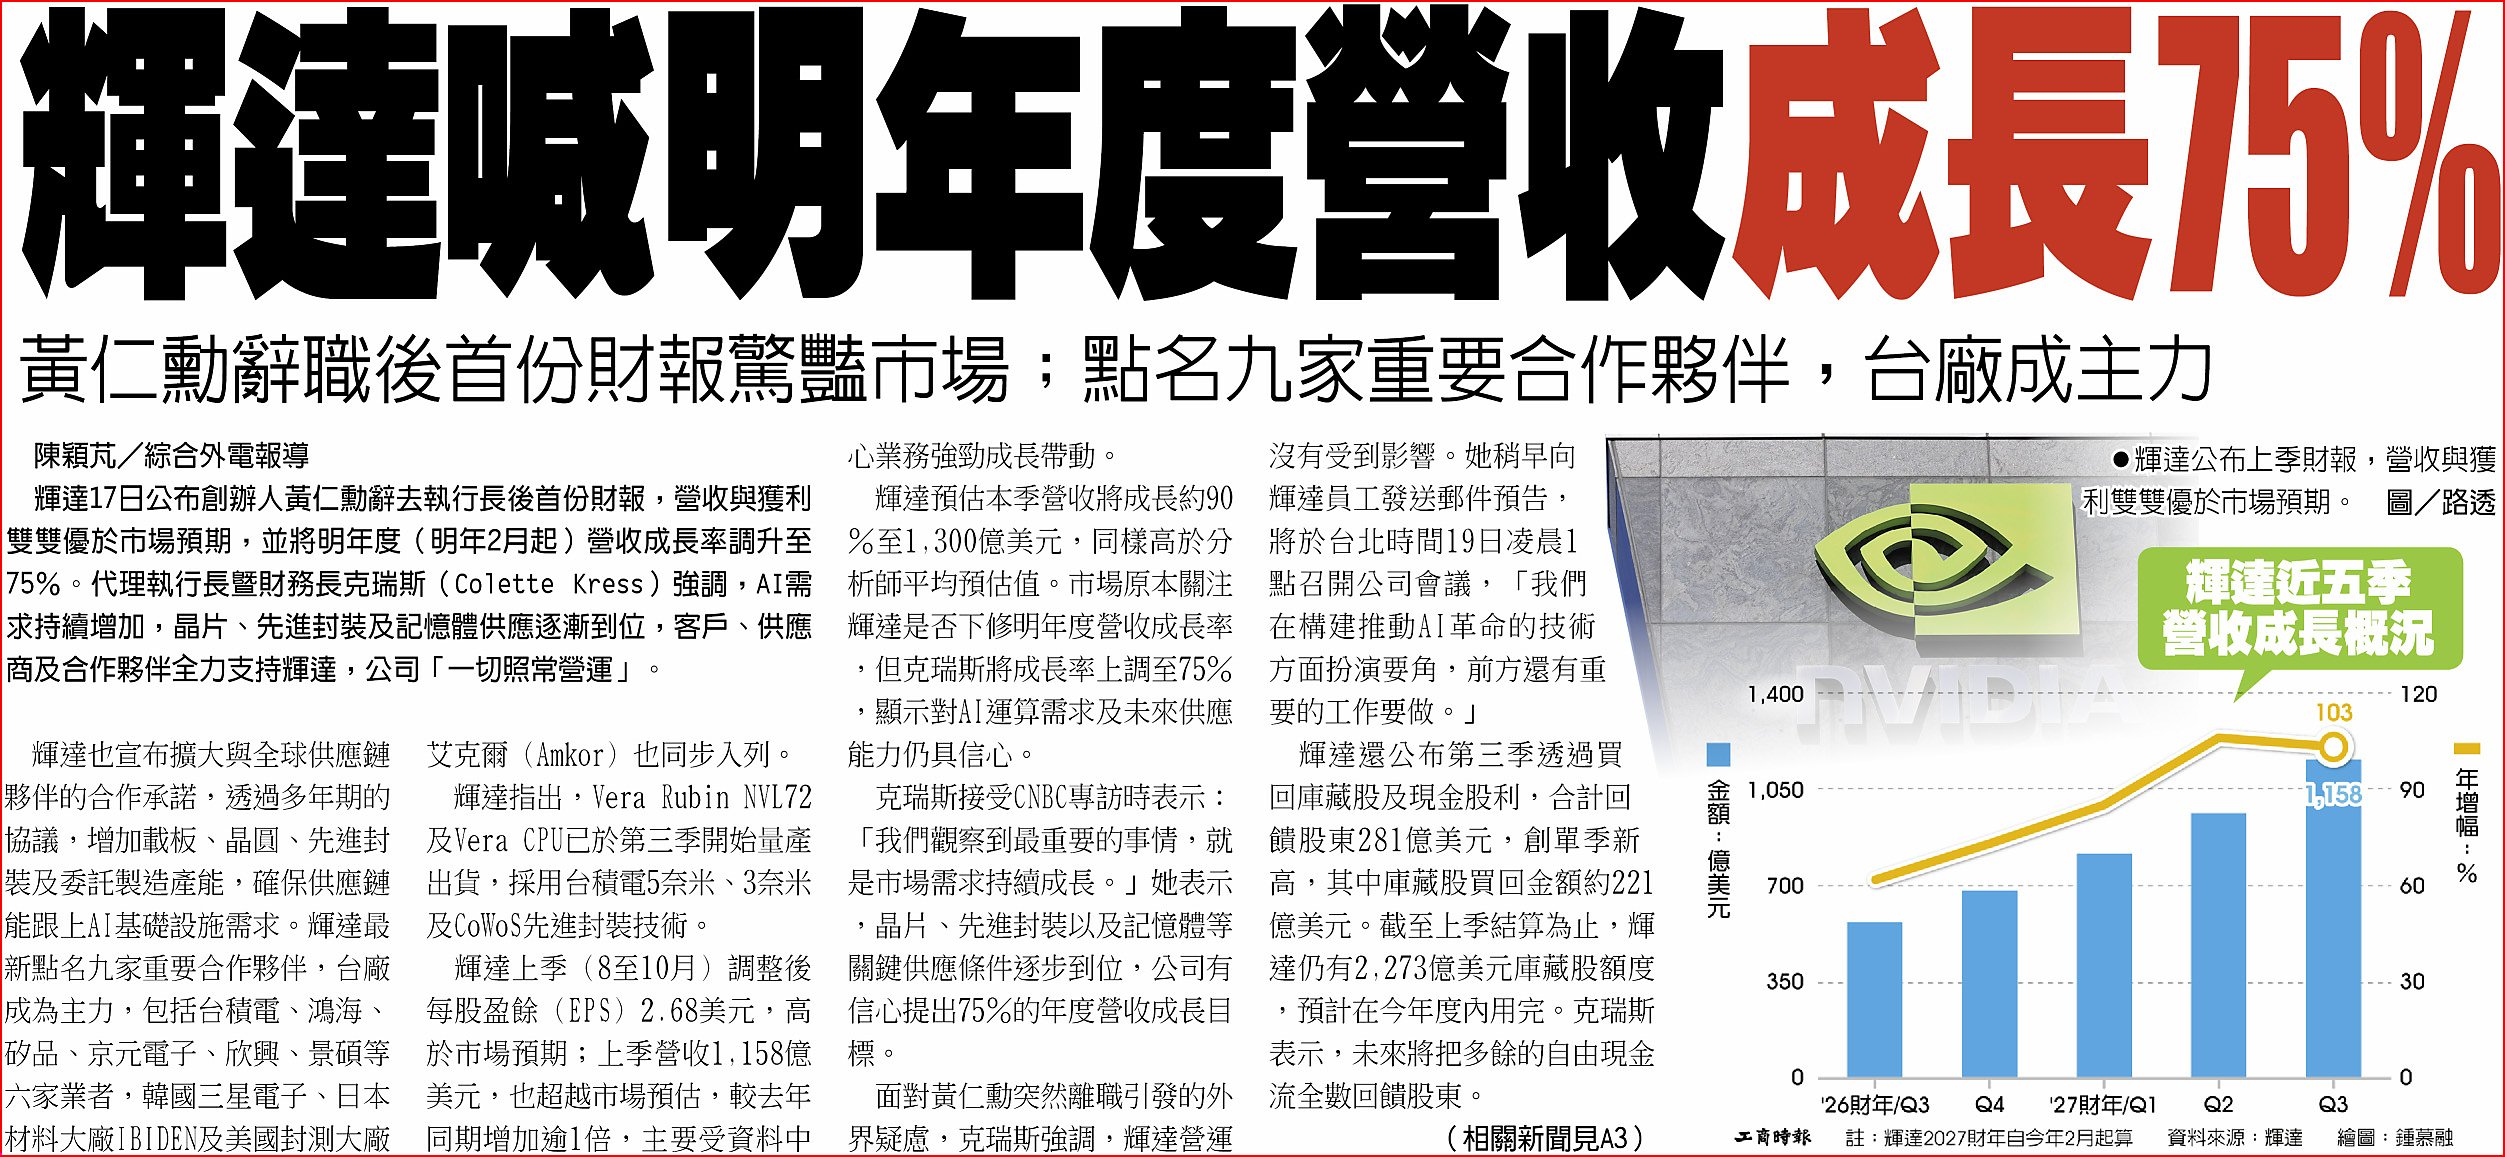 輝達喊明年度營收成長75%
黃仁勳辭職後首份財報驚豔市場；點名九家重要合作夥伴，台廠成主力
陳穎芃／綜合外電報導
輝達17日公布創辦人黃仁勳辭去執行長後首份財報，營收與獲利
雙雙優於市場預期，並將明年度（明年2月起）營收成長率調升至
75%。代理執行長暨財務長克瑞斯（Colette Kress）強調，AI需
求持續增加，晶片、先進封裝及記憶體供應逐漸到位，客戶、供應
商及合作夥伴全力支持輝達，公司「一切照常營運」。
輝達也宣布擴大與全球供應鏈
夥伴的合作承諾，透過多年期的
協議，增加載板、晶圓、先進封
裝及委託製造產能，確保供應鏈
能跟上AI基礎設施需求。輝達最
新點名九家重要合作夥伴，台廠
成為主力，包括台積電、鴻海、
矽品、京元電子、欣興、景碩等
六家業者，韓國三星電子、日本
材料大廠IBIDEN及美國封測大廠
艾克爾（Amkor）也同步入列。
輝達指出，Vera Rubin NVL72
及Vera CPU已於第三季開始量產
出貨，採用台積電5奈米、3奈米
及CoWoS先進封裝技術。
輝達上季（8至10月）調整後
每股盈餘（EPS）2.68美元，高
於市場預期；上季營收1,158億
美元，也超越市場預估，較去年
同期增加逾1倍，主要受資料中
心業務強勁成長帶動。
輝達預估本季營收將成長約90
%至1,300億美元，同樣高於分
析師平均預估值。市場原本關注
輝達是否下修明年度營收成長率
，但克瑞斯將成長率上調至75%
，顯示對AI運算需求及未來供應
能力仍具信心。
克瑞斯接受CNBC專訪時表示：
「我們觀察到最重要的事情，就
是市場需求持續成長。」她表示
，晶片、先進封裝以及記憶體等
關鍵供應條件逐步到位，公司有
信心提出75%的年度營收成長目
標。
面對黃仁勳突然離職引發的外
界疑慮，克瑞斯強調，輝達營運
沒有受到影響。她稍早向
輝達員工發送郵件預告，
將於台北時間19日凌晨1
點召開公司會議，「我們
在構建推動AI革命的技術
方面扮演要角，前方還有重
要的工作要做。」
輝達還公布第三季透過買
回庫藏股及現金股利，合計回
饋股東281億美元，創單季新
高，其中庫藏股買回金額約221
億美元。截至上季結算為止，輝
達仍有2,273億美元庫藏股額度
，預計在今年度內用完。克瑞斯
表示，未來將把多餘的自由現金
流全數回饋股東。
（相關新聞見A3）
●輝達公布上季財報，營收與獲
利雙雙優於市場預期。 圖／路透
nVIDIA
輝達近五季
營收成長概況
金額：億美元
年增幅：%
1,400
1,050
700
350
0
120
90
60
30
0
103
1,158
'26財年/Q3 Q4 '27財年/Q1 Q2 Q3
工商時報 註：輝達2027財年自今年2月起算 資料來源：輝達 繪圖：鍾慕融